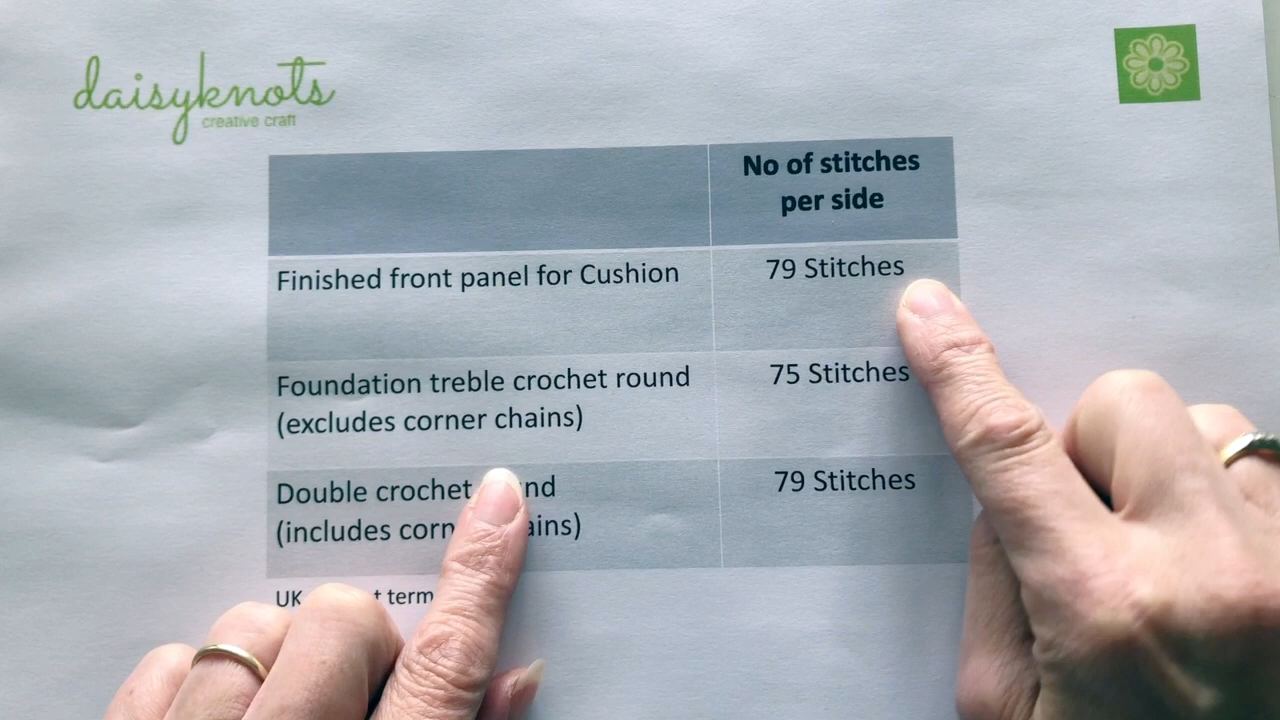 daisyknots
creative craft
No of stitches
per side
Finished front panel for Cushion
79 Stitches
Foundation treble crochet round
(excludes corner chains)
75 Stitches
Double crochet
(includes
79 Stitches
UK